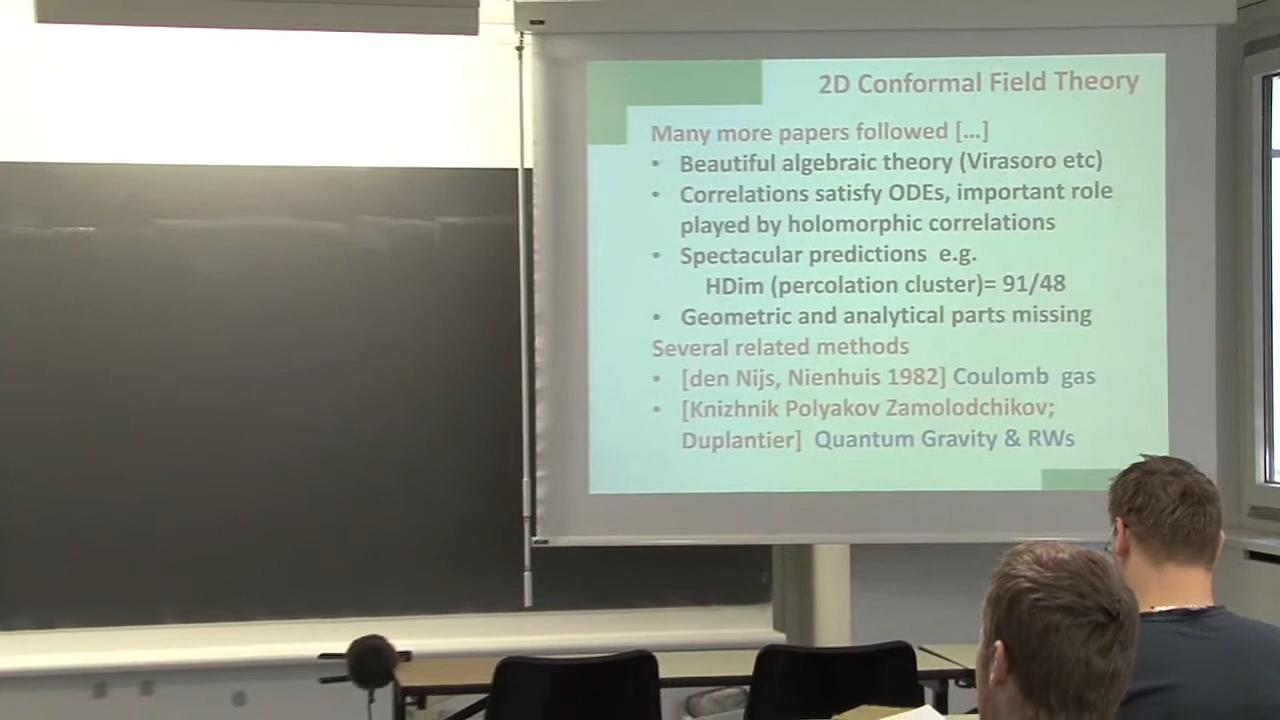 2D Conformal Field Theory
Many more papers followed […]
• Beautiful algebraic theory (Virasoro etc)
• Correlations satisfy ODEs, important role
played by holomorphic correlations
• Spectacular predictions e.g.
HDim (percolation cluster)= 91/48
• Geometric and analytical parts missing
Several related methods
• [den Nijs, Nienhuis 1982] Coulomb gas
• [Knizhnik Polyakov Zamolodchikov;
Duplantier] Quantum Gravity & RWs